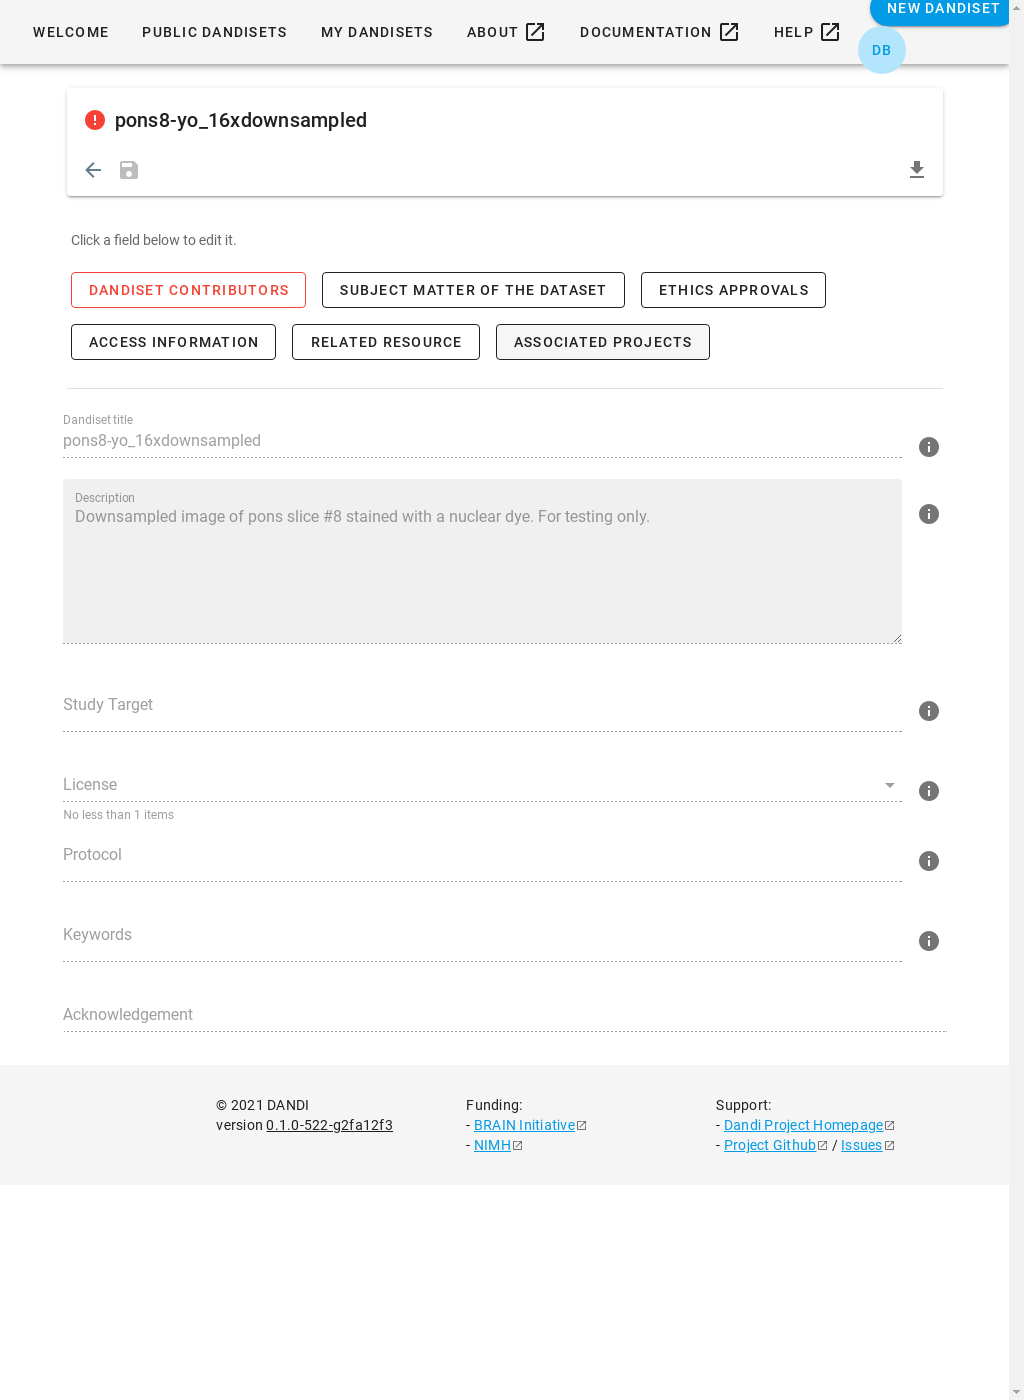 WELCOME PUBLIC DANDISETS MY DANDISETS ABOUT DOCUMENTATION HELP NEW DANDISET
DB
pons8-yo_16xdownsampled
Click a field below to edit it.
DANDISET CONTRIBUTORS SUBJECT MATTER OF THE DATASET ETHICS APPROVALS
ACCESS INFORMATION RELATED RESOURCE ASSOCIATED PROJECTS
Dandiset title
pons8-yo_16xdownsampled
Description
Downsampled image of pons slice #8 stained with a nuclear dye. For testing only.
Study Target
License
No less than 1 items
Protocol
Keywords
Acknowledgement
© 2021 DANDI
version 0.1.0-522-g2fa12f3
Funding:
- BRAIN Initiative
- NIMH
Support:
- Dandi Project Homepage
- Project Github / Issues